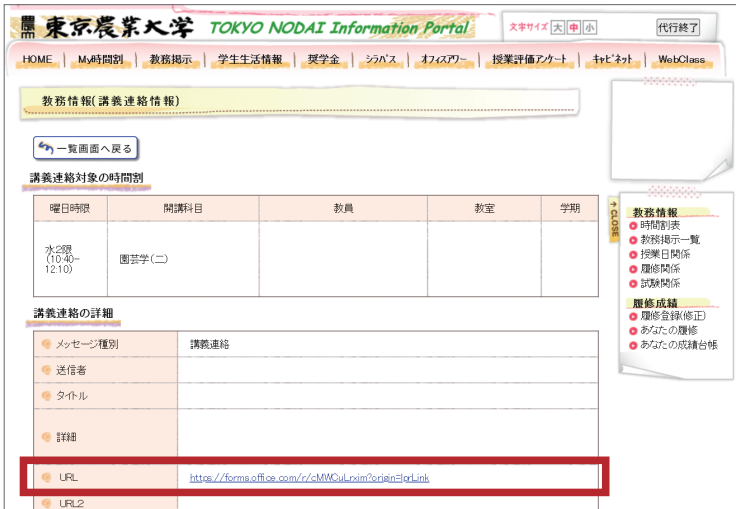 東京農業大学 TOKYO NODAI Information Portal 文字サイズ 大 中 小 代行終了
HOME My時間割 教務掲示 学生生活情報 奨学金 シラバス オフィスアワー 授業評価アンケート キャビネット WebClass
教務情報(講義連絡情報)
一覧画面へ戻る
講義連絡対象の時間割
曜日時限 開講科目 教員 教室 学期
水2限
(10:40-
12:10)
園芸学(二)
講義連絡の詳細
メッセージ種別 講義連絡
送信者
タイトル
詳細
URL https://forms.office.com/r/cMWCuLrxim?origin=lprLink
URL2
CLOSE
教務情報
時間割表
教務掲示一覧
授業日関係
履修関係
試験関係
履修成績
履修登録(修正)
あなたの履修
あなたの成績台帳